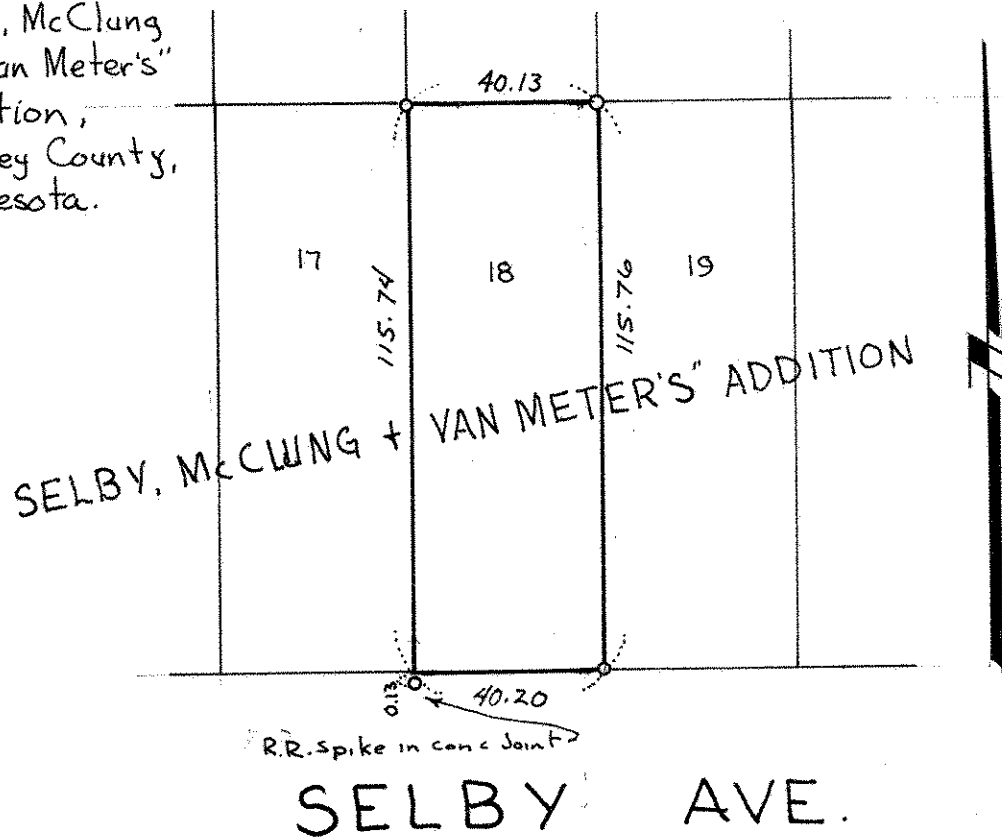 , McClung
an Meter's"
tion,
ey County,
esota.
40.13
17
18
19
115.74
115.76
SELBY, McCLUNG + VAN METER'S" ADDITION
0.13
40.20
R.R. spike in conc Joint
SELBY AVE.